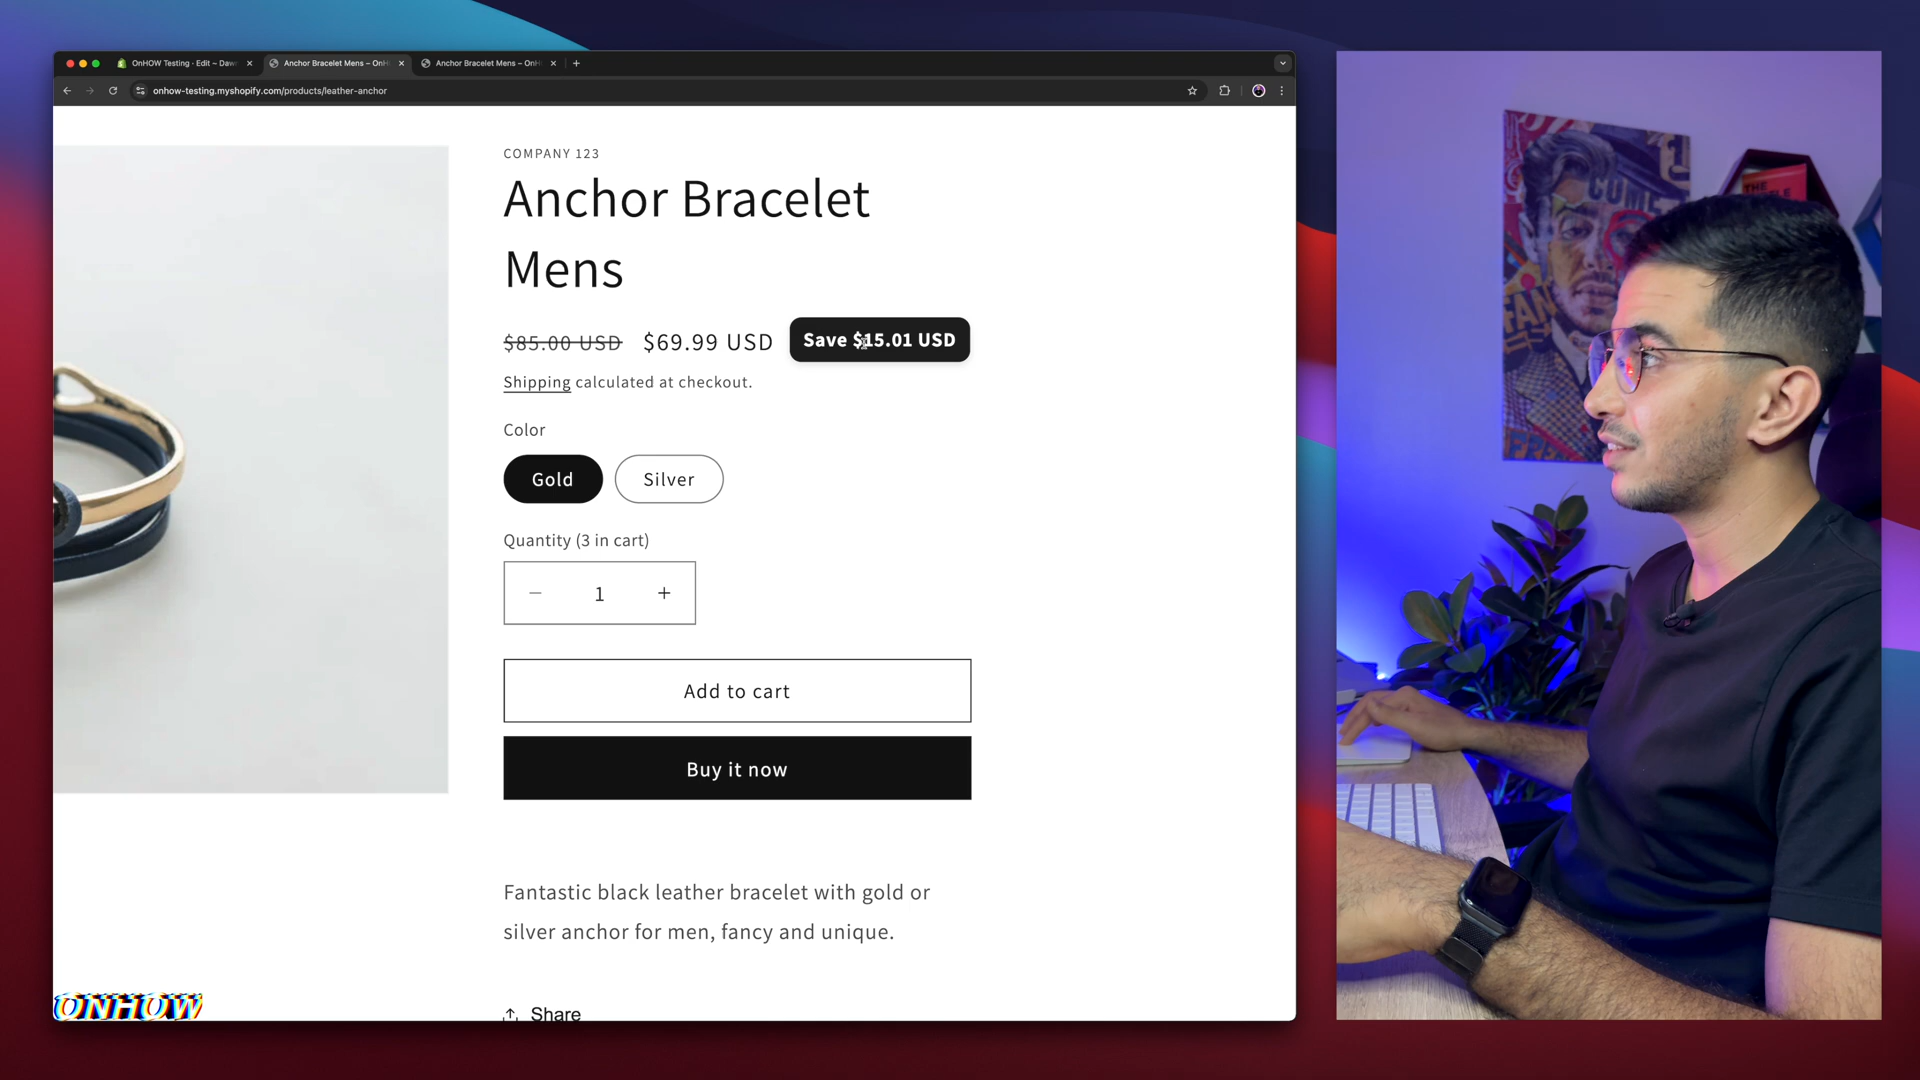 OnHOW Testing · Edit ~ Daw
Anchor Bracelet Mens – OnH
Anchor Bracelet Mens – OnH
onhow-testing.myshopify.com/products/leather-anchor
COMPANY 123
Anchor Bracelet
Mens
$85.00 USD $69.99 USD Save $15.01 USD
Shipping calculated at checkout.
Color
Gold Silver
Quantity (3 in cart)
− 1 +
Add to cart
Buy it now
Fantastic black leather bracelet with gold or
silver anchor for men, fancy and unique.
Share
ONHOW
COME
THE
FAN